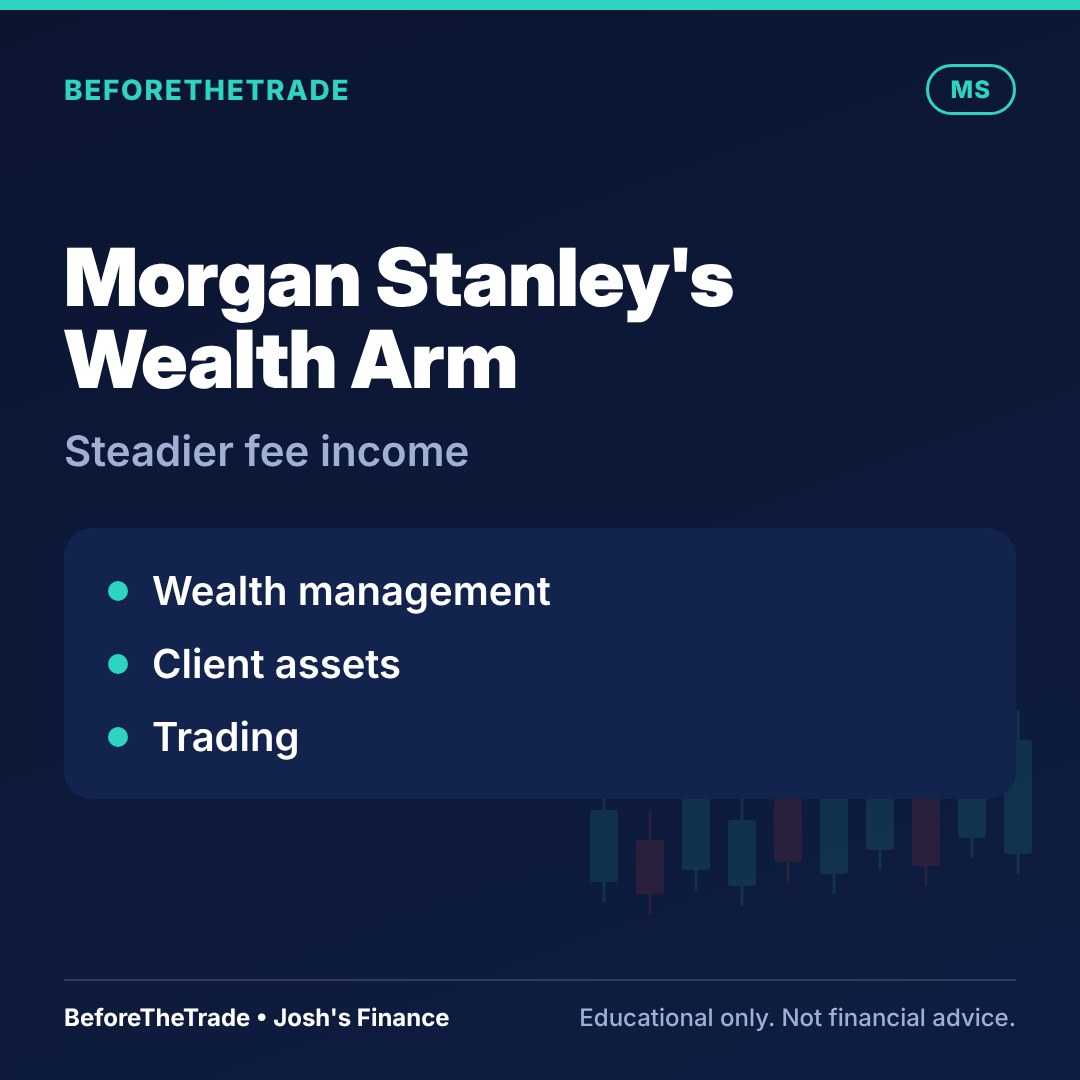 BEFORETHETRADE
MS
Morgan Stanley's
Wealth Arm
Steadier fee income
Wealth management
Client assets
Trading
BeforeTheTrade • Josh's Finance
Educational only. Not financial advice.